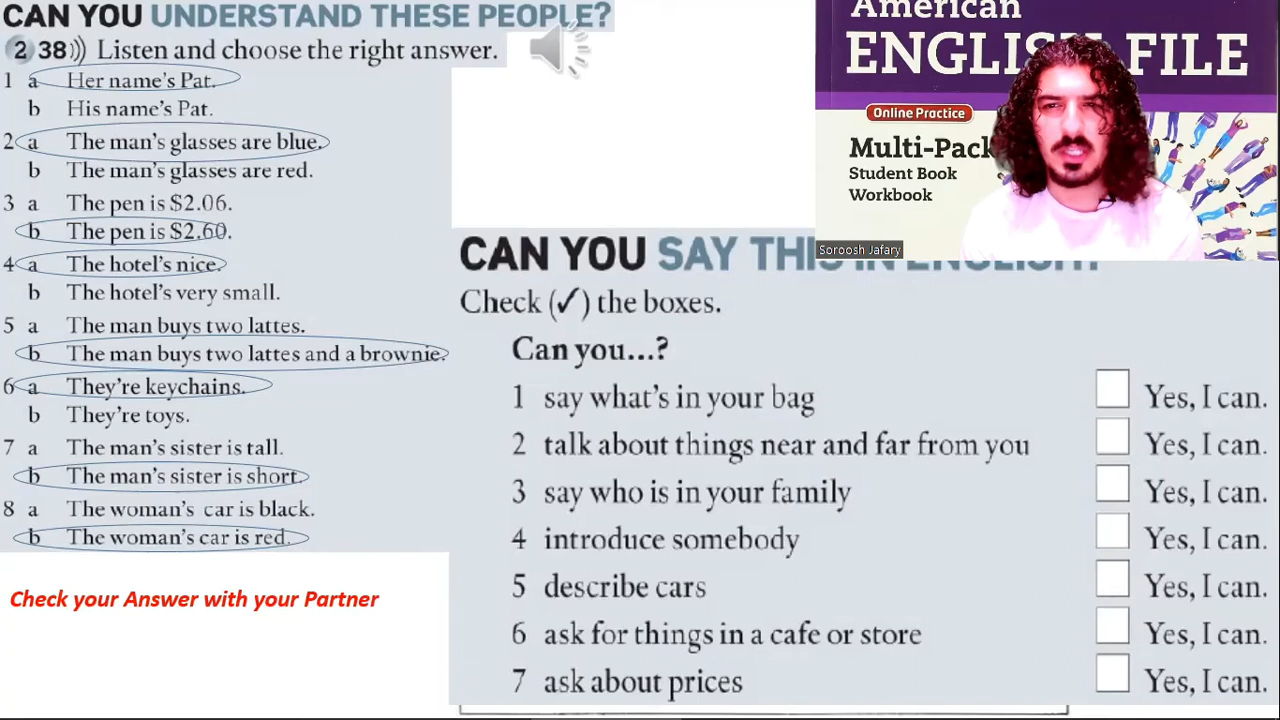 CAN YOU UNDERSTAND THESE PEOPLE?
2 38))) Listen and choose the right answer.
1 a Her name's Pat.
b His name's Pat.
2 a The man's glasses are blue.
b The man's glasses are red.
3 a The pen is $2.06.
b The pen is $2.60.
4 a The hotel's nice.
b The hotel's very small.
5 a The man buys two lattes.
b The man buys two lattes and a brownie.
6 a They're keychains.
b They're toys.
7 a The man's sister is tall.
b The man's sister is short.
8 a The woman's car is black.
b The woman's car is red.
Check your Answer with your Partner
American
ENGLISH FILE
Online Practice
Multi-Pack
Student Book
Workbook
Soroosh Jafary
CAN YOU SAY THIS IN ENGLISH?
Check (✓) the boxes.
Can you...?
1 say what's in your bag Yes, I can.
2 talk about things near and far from you Yes, I can.
3 say who is in your family Yes, I can.
4 introduce somebody Yes, I can.
5 describe cars Yes, I can.
6 ask for things in a cafe or store Yes, I can.
7 ask about prices Yes, I can.